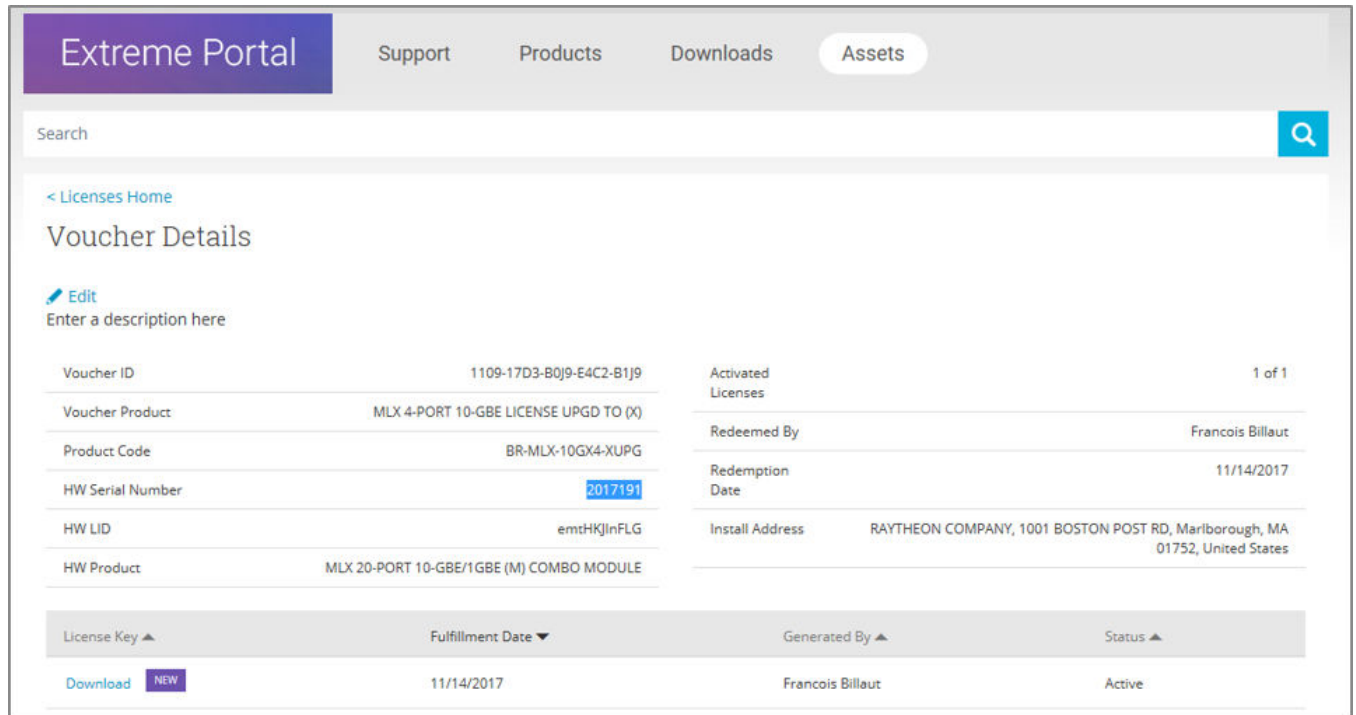 Extreme Portal Support Products Downloads Assets
Search
< Licenses Home
Voucher Details
Edit
Enter a description here
Voucher ID 1109-17D3-B0J9-E4C2-B1J9
Voucher Product MLX 4-PORT 10-GBE LICENSE UPGD TO (X)
Product Code BR-MLX-10GX4-XUPG
HW Serial Number 2017191
HW LID emtHKJInFLG
HW Product MLX 20-PORT 10-GBE/1GBE (M) COMBO MODULE
Activated 1 of 1
Licenses
Redeemed By Francois Billaut
Redemption 11/14/2017
Date
Install Address RAYTHEON COMPANY, 1001 BOSTON POST RD, Marlborough, MA
01752, United States
License Key Fulfillment Date Generated By Status
Download NEW 11/14/2017 Francois Billaut Active